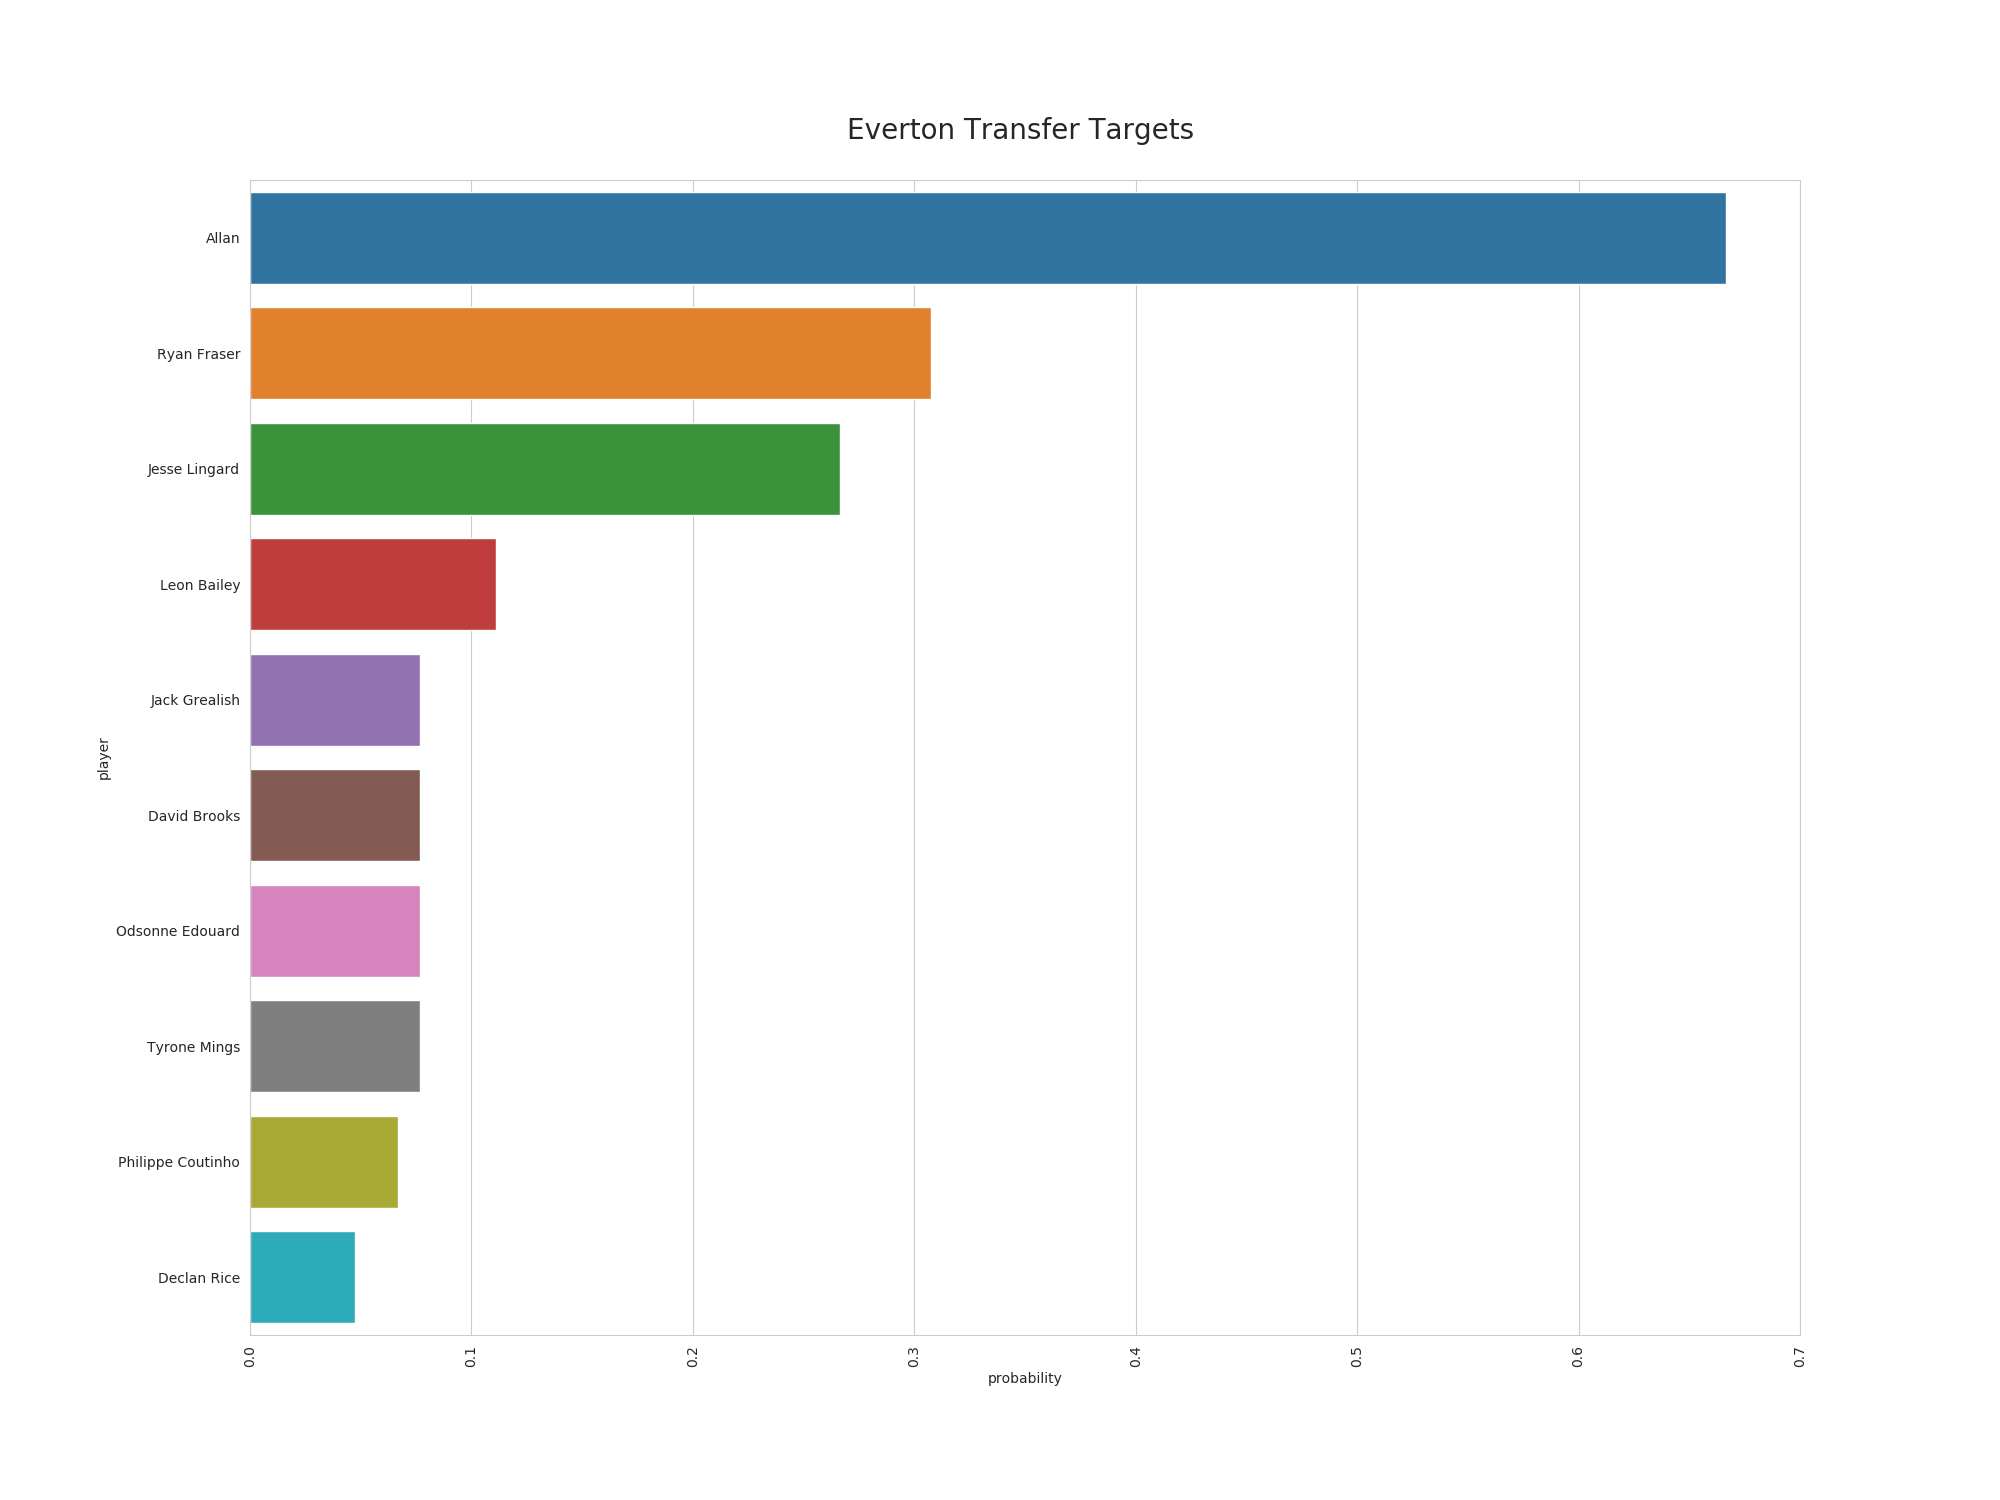 Everton Transfer Targets
Allan
Ryan Fraser
Jesse Lingard
Leon Bailey
Jack Grealish
David Brooks
Odsonne Edouard
Tyrone Mings
Philippe Coutinho
Declan Rice
player
0.0 0.1 0.2 0.3 0.4 0.5 0.6 0.7
probability